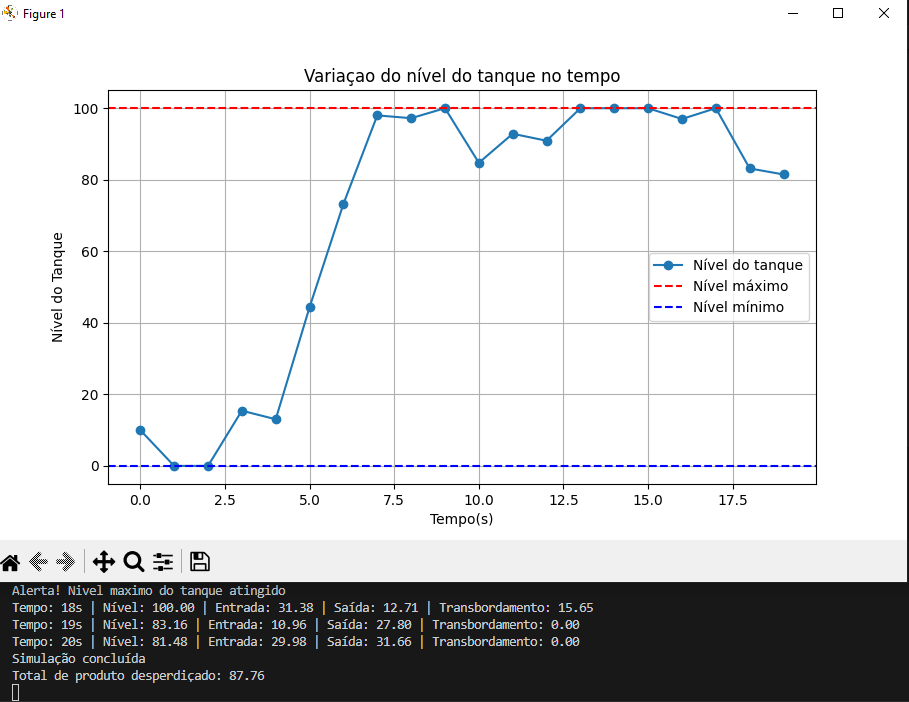 Figure 1
Variaçao do nível do tanque no tempo
100
80
60
40
20
0
Nível do Tanque
Nível do tanque
Nível máximo
Nível mínimo
0.0 2.5 5.0 7.5 10.0 12.5 15.0 17.5
Tempo(s)
Alerta! Nivel maximo do tanque atingido
Tempo: 18s | Nível: 100.00 | Entrada: 31.38 | Saída: 12.71 | Transbordamento: 15.65
Tempo: 19s | Nível: 83.16 | Entrada: 10.96 | Saída: 27.80 | Transbordamento: 0.00
Tempo: 20s | Nível: 81.48 | Entrada: 29.98 | Saída: 31.66 | Transbordamento: 0.00
Simulação concluída
Total de produto desperdiçado: 87.76